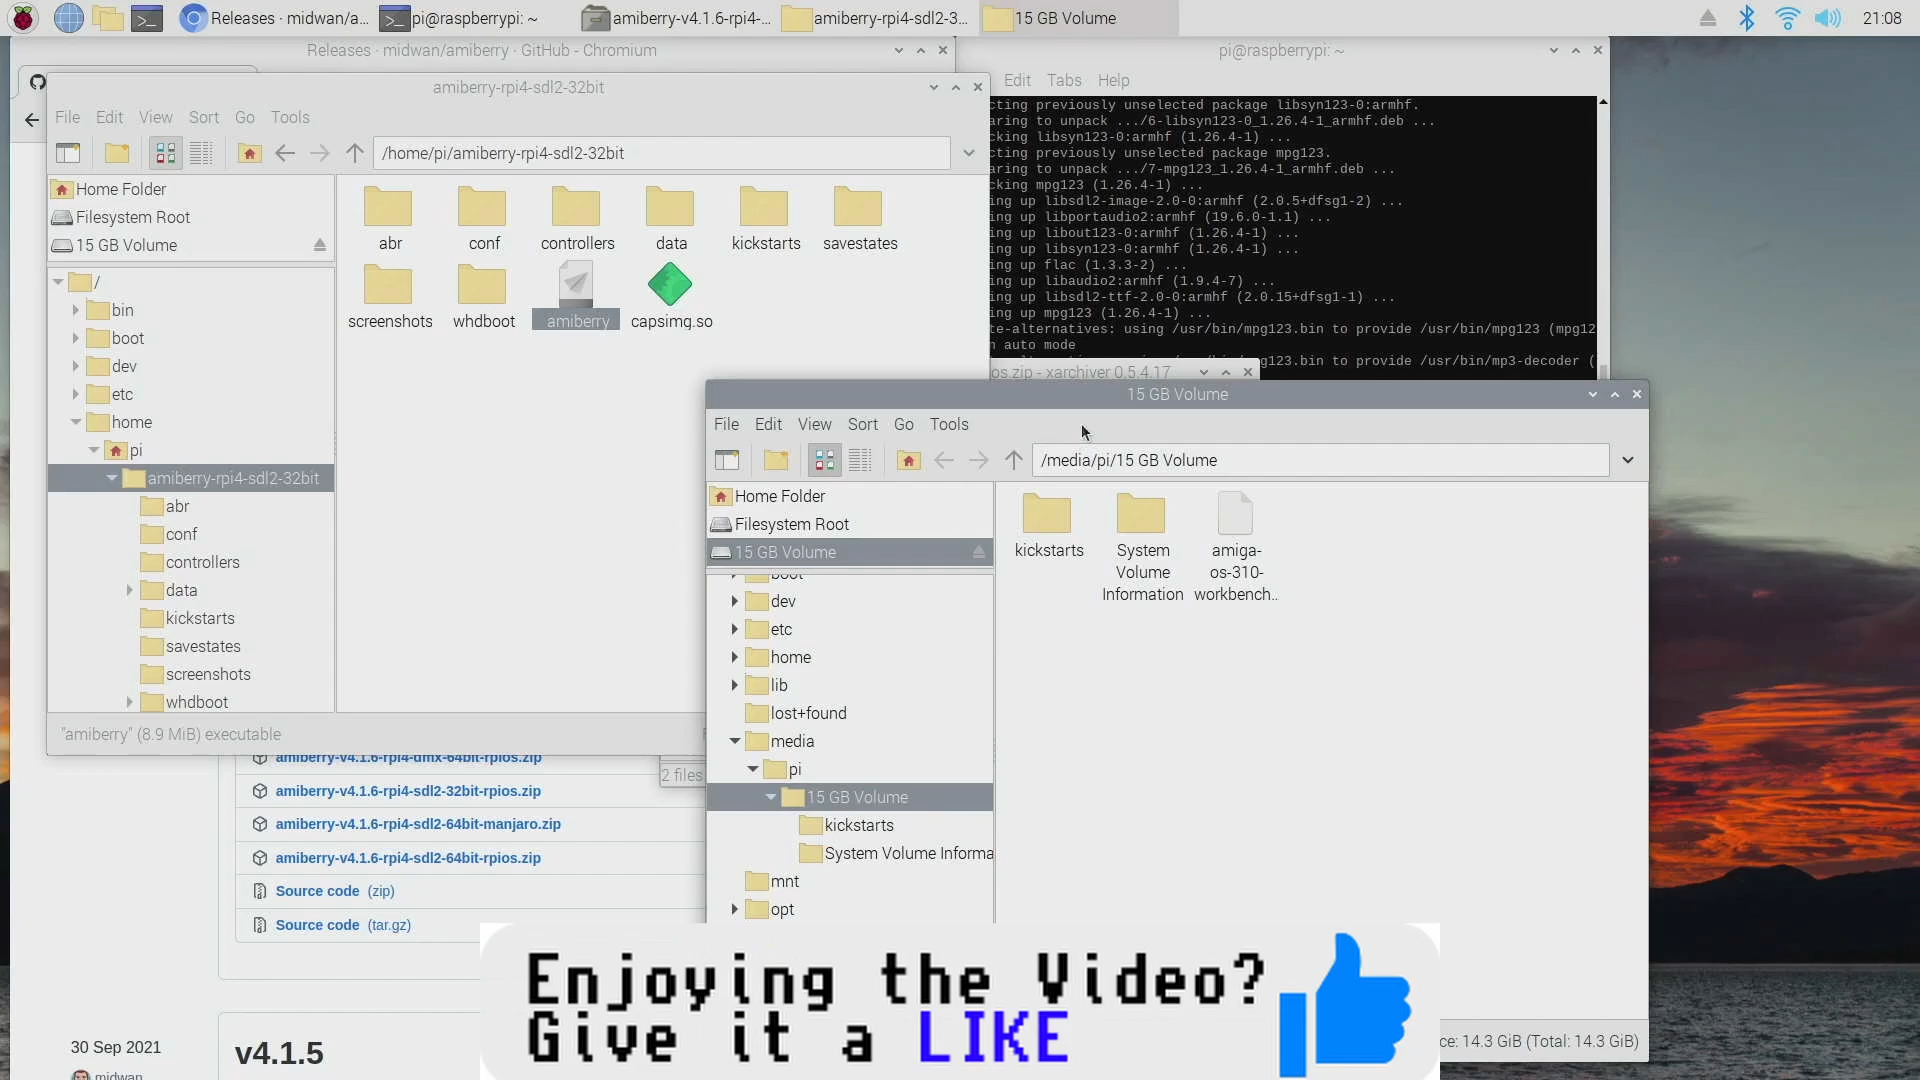 Releases · midwan/a...
pi@raspberrypi: ~
amiberry-v4.1.6-rpi4-...
amiberry-rpi4-sdl2-3...
15 GB Volume
21:08
Releases · midwan/amiberry · GitHub - Chromium
pi@raspberrypi: ~
Edit Tabs Help
cting previously unselected package libsyn123-0:armhf.
aring to unpack .../6-libsyn123-0_1.26.4-1_armhf.deb ...
cking libsyn123-0:armhf (1.26.4-1) ...
cting previously unselected package mpg123.
aring to unpack .../7-mpg123_1.26.4-1_armhf.deb ...
cking mpg123 (1.26.4-1) ...
ing up libsdl2-image-2.0-0:armhf (2.0.5+dfsg1-2) ...
ing up libportaudio2:armhf (19.6.0-1.1) ...
ing up libout123-0:armhf (1.26.4-1) ...
ing up libsyn123-0:armhf (1.26.4-1) ...
ing up flac (1.3.3-2) ...
ing up libaudio2:armhf (1.9.4-7) ...
ing up libsdl2-ttf-2.0-0:armhf (2.0.15+dfsg1-1) ...
ing up mpg123 (1.26.4-1) ...
te-alternatives: using /usr/bin/mpg123.bin to provide /usr/bin/mpg123 (mpg12
n auto mode
pg123.bin to provide /usr/bin/mp3-decoder (
os.zip - xarchiver 0.5.4.17
amiberry-rpi4-sdl2-32bit
File Edit View Sort Go Tools
/home/pi/amiberry-rpi4-sdl2-32bit
Home Folder
Filesystem Root
15 GB Volume
/
bin
boot
dev
etc
home
pi
amiberry-rpi4-sdl2-32bit
abr
conf
controllers
data
kickstarts
savestates
screenshots
whdboot
abr
conf
controllers
data
kickstarts
savestates
screenshots
whdboot
amiberry
capsimg.so
"amiberry" (8.9 MiB) executable
2 files
15 GB Volume
File Edit View Sort Go Tools
/media/pi/15 GB Volume
Home Folder
Filesystem Root
15 GB Volume
boot
dev
etc
home
lib
lost+found
media
pi
15 GB Volume
kickstarts
System Volume Informa
mnt
opt
kickstarts
System
Volume
Information
amiga-
os-310-
workbench..
ce: 14.3 GiB (Total: 14.3 GiB)
amiberry-v4.1.6-rpi4-dmx-64bit-rpios.zip
amiberry-v4.1.6-rpi4-sdl2-32bit-rpios.zip
amiberry-v4.1.6-rpi4-sdl2-64bit-manjaro.zip
amiberry-v4.1.6-rpi4-sdl2-64bit-rpios.zip
Source code (zip)
Source code (tar.gz)
30 Sep 2021
midwan
v4.1.5
Enjoying the Video?
Give it a LIKE